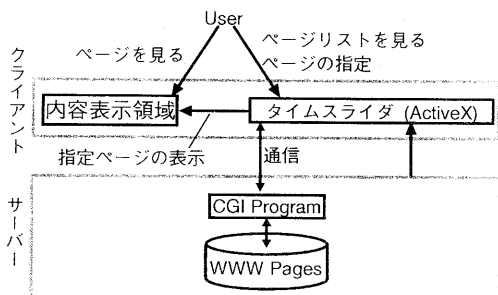 User
ページを見る
ページリストを見る
ページの指定
クライアント
内容表示領域
タイムスライダ (ActiveX)
指定ページの表示
通信
サーバー
CGI Program
WWW Pages